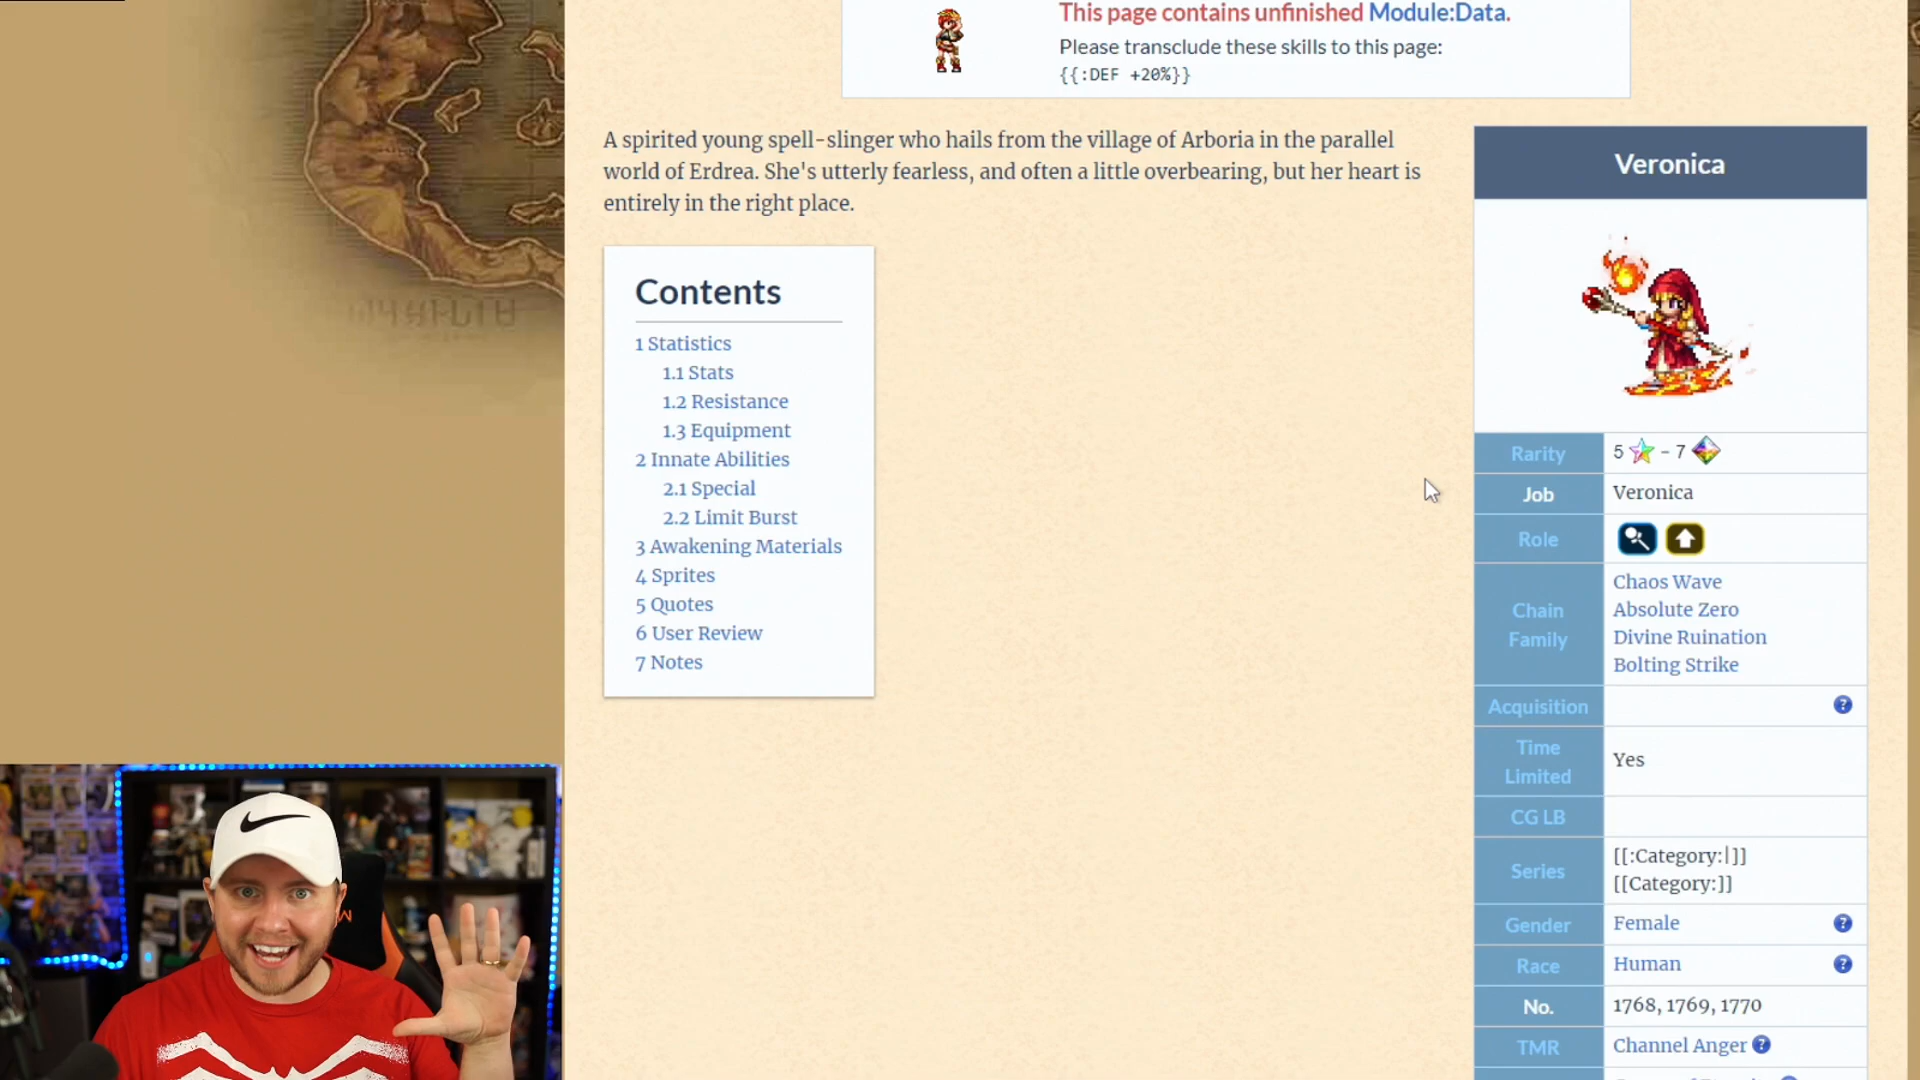 This page contains unfinished Module:Data.
Please transclude these skills to this page:
{{:DEF +20%}}
A spirited young spell-slinger who hails from the village of Arboria in the parallel
world of Erdrea. She's utterly fearless, and often a little overbearing, but her heart is
entirely in the right place.
Contents
1 Statistics
1.1 Stats
1.2 Resistance
1.3 Equipment
2 Innate Abilities
2.1 Special
2.2 Limit Burst
3 Awakening Materials
4 Sprites
5 Quotes
6 User Review
7 Notes
Veronica
Rarity 5 - 7
Job Veronica
Role
Chain Family
Chaos Wave
Absolute Zero
Divine Ruination
Bolting Strike
Acquisition ?
Time Limited Yes
CG LB
Series
[[:Category:|]]
[[Category:]]
Gender Female ?
Race Human ?
No. 1768, 1769, 1770
TMR Channel Anger ?